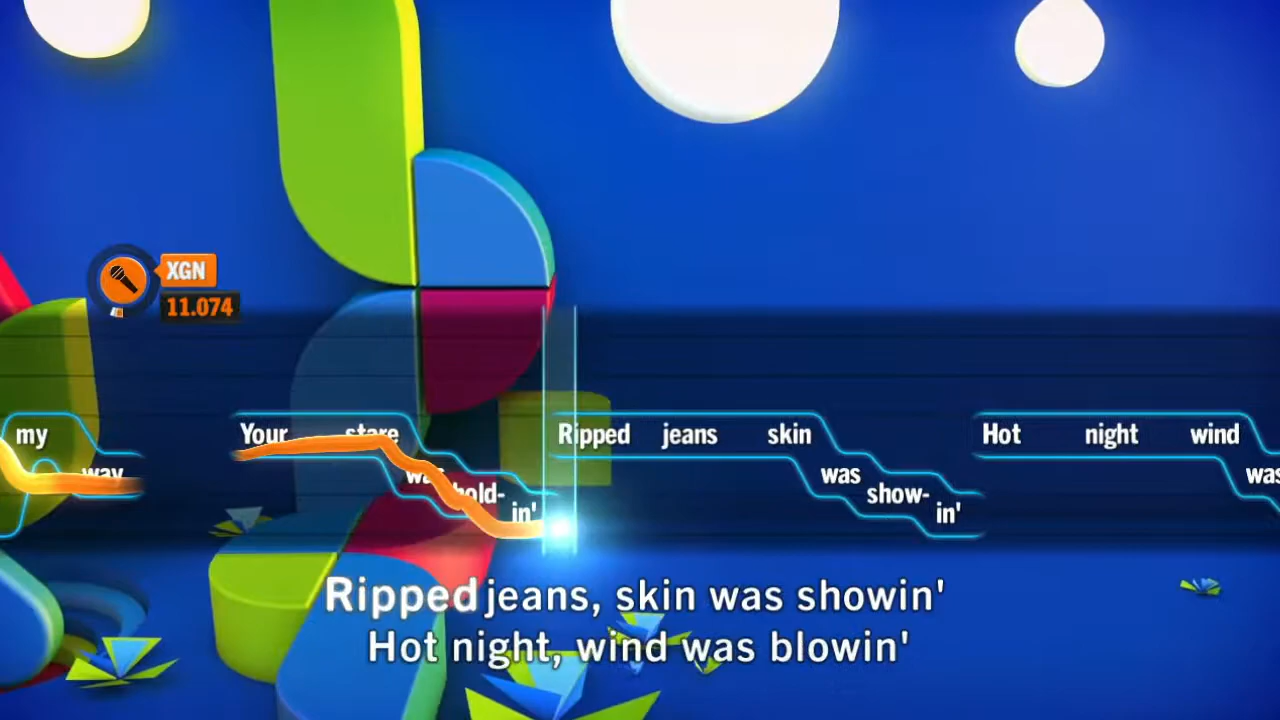 XGN
11.074
my way Your stare was hold- in' Ripped jeans skin was show- in' Hot night wind was
Ripped jeans, skin was showin'
Hot night, wind was blowin'